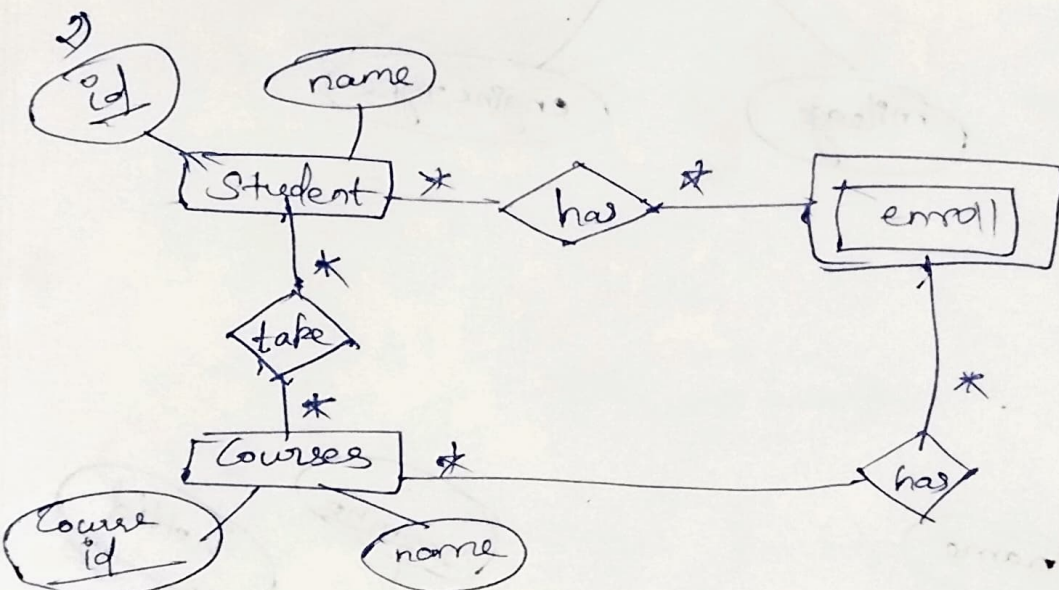 2)
id
name
Student * has * enroll
*
take
*
*
Courses * has
Course
id
name